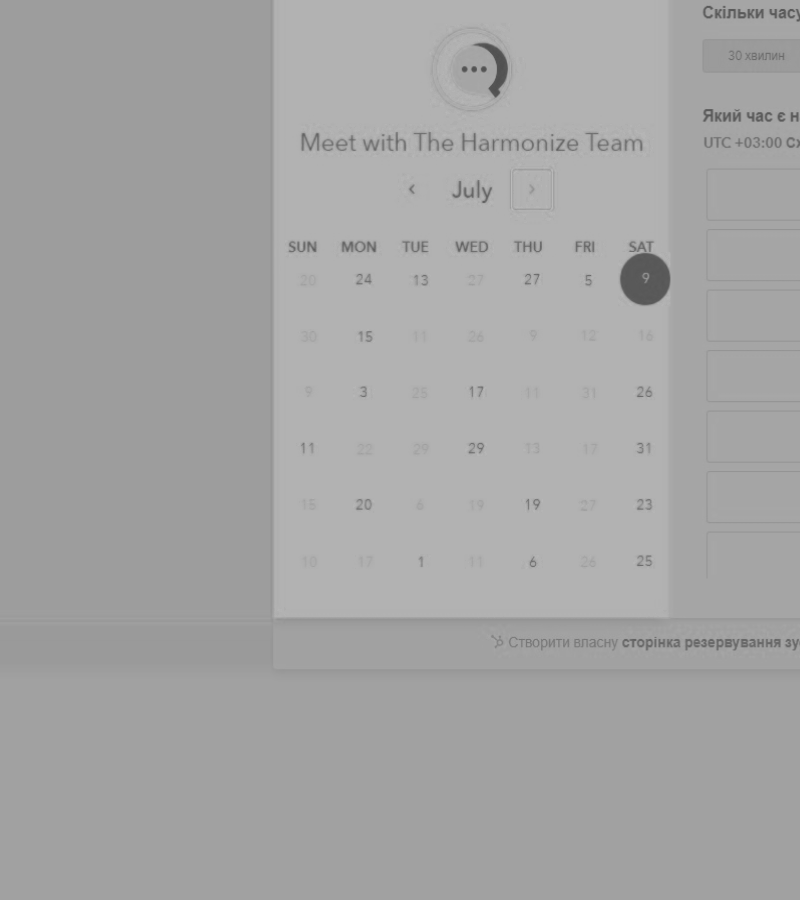 Скільки часу
30 хвилин
Meet with The Harmonize Team
Який час є н
UTC +03:00 Сх
July
SUN MON TUE WED THU FRI SAT
20 24 13 27 27 5 9
30 15 11 26 9 12 16
9 3 25 17 11 31 26
11 22 29 29 13 17 31
15 20 6 19 19 27 23
10 17 1 11 6 26 25
Створити власну сторінка резервування зу